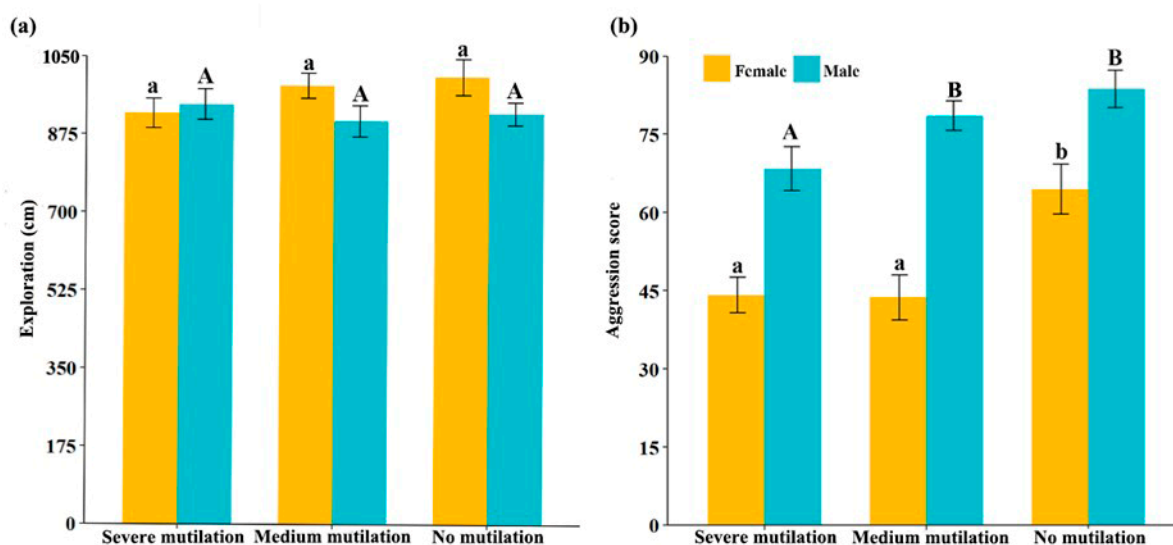 (a)
1050
875
700
525
350
175
0
Exploration (cm)
a A a A a A
Severe mutilation Medium mutilation No mutilation
(b)
Female Male
90
75
60
45
30
15
0
Aggression score
a A a B b B
Severe mutilation Medium mutilation No mutilation